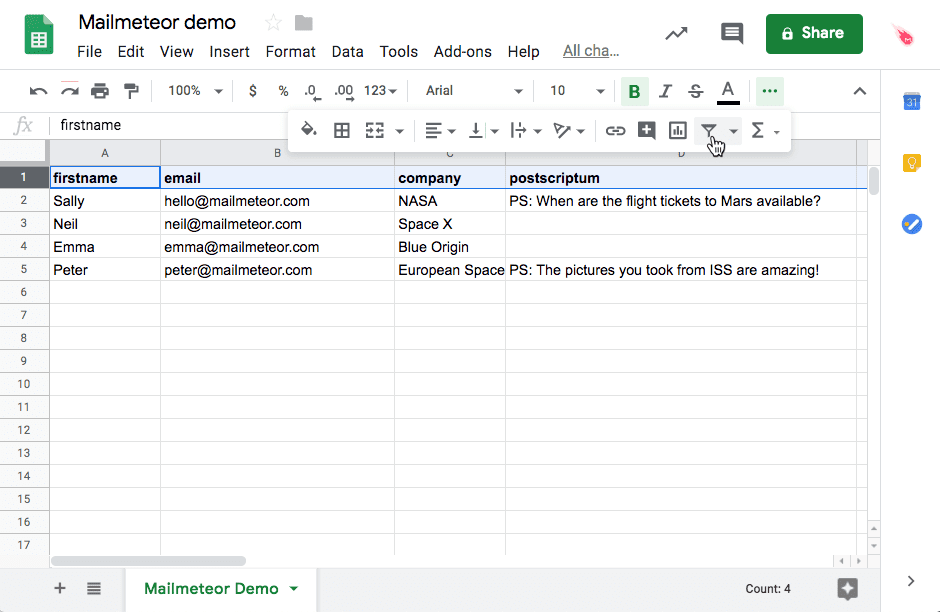 Mailmeteor demo
File Edit View Insert Format Data Tools Add-ons Help All cha...
Share
100% $ % .0 .00 123 Arial 10 B I S A
31
fx firstname
A B C D
1 firstname email company postscriptum
2 Sally hello@mailmeteor.com NASA PS: When are the flight tickets to Mars available?
3 Neil neil@mailmeteor.com Space X
4 Emma emma@mailmeteor.com Blue Origin
5 Peter peter@mailmeteor.com European Space PS: The pictures you took from ISS are amazing!
6
7
8
9
10
11
12
13
14
15
16
17
Mailmeteor Demo Count: 4